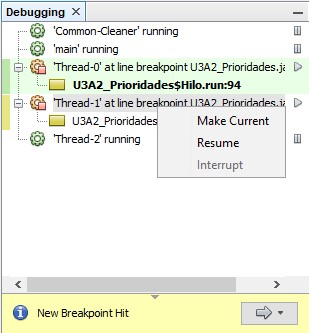 Debugging
'Common-Cleaner' running
'main' running
'Thread-0' at line breakpoint U3A2_Prioridades.ja
U3A2_Prioridades$Hilo.run:94
'Thread-1' at line breakpoint U3A2_Prioridades.ja
U3A2_Prioridades
Make Current
'Thread-2' running
Resume
Interrupt
New Breakpoint Hit